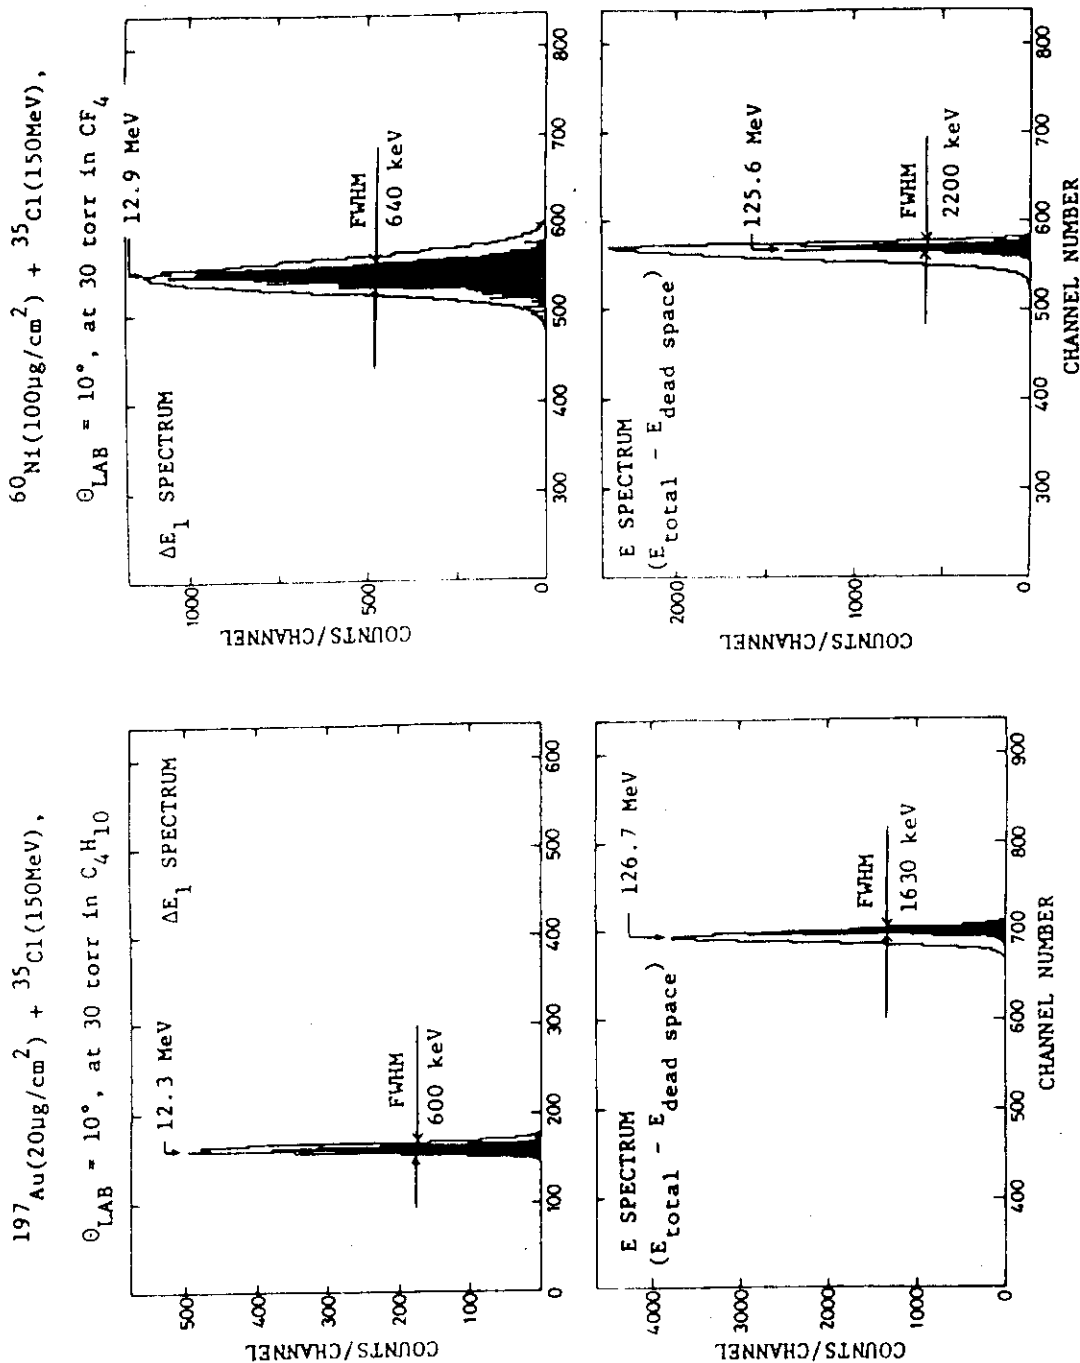 197Au(20μg/cm2) + 35Cl(150MeV),
ΘLAB = 10°, at 30 torr in C4H10
500
400
300
200
100
0
COUNTS/CHANNEL
12.3 MeV
ΔE1 SPECTRUM
FWHM
600 keV
0
100
200
300
400
500
600
4000
3000
2000
1000
0
COUNTS/CHANNEL
E SPECTRUM
(Etotal - Edead space)
126.7 MeV
FWHM
1630 keV
400
500
600
700
800
900
CHANNEL NUMBER
60Ni(100μg/cm2) + 35Cl(150MeV),
ΘLAB = 10°, at 30 torr in CF4
1000
500
0
COUNTS/CHANNEL
ΔE1 SPECTRUM
12.9 MeV
FWHM
640 keV
300
400
500
600
700
800
2000
1000
0
COUNTS/CHANNEL
E SPECTRUM
(Etotal - Edead space)
125.6 MeV
FWHM
2200 keV
300
400
500
600
700
800
CHANNEL NUMBER